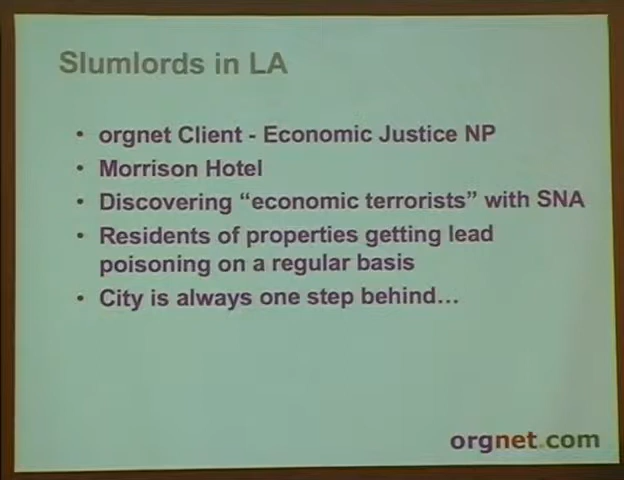 Slumlords in LA
• orgnet Client - Economic Justice NP
• Morrison Hotel
• Discovering “economic terrorists” with SNA
• Residents of properties getting lead
poisoning on a regular basis
• City is always one step behind…
orgnet.com